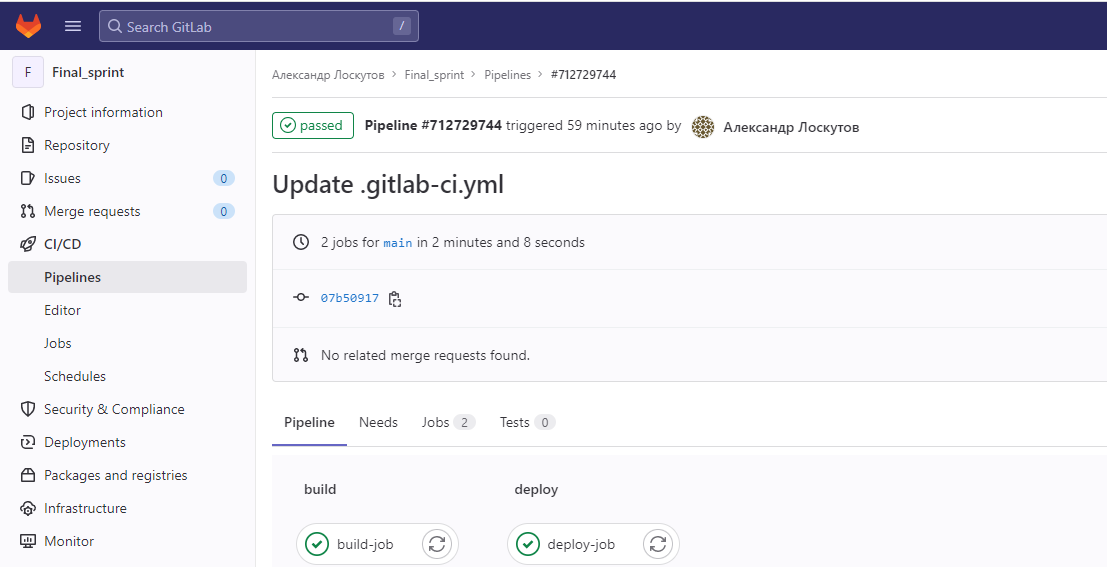 Search GitLab /
F Final_sprint
Project information
Repository
Issues 0
Merge requests 0
CI/CD
Pipelines
Editor
Jobs
Schedules
Security & Compliance
Deployments
Packages and registries
Infrastructure
Monitor
Александр Лоскутов > Final_sprint > Pipelines > #712729744
passed Pipeline #712729744 triggered 59 minutes ago by Александр Лоскутов
Update .gitlab-ci.yml
2 jobs for main in 2 minutes and 8 seconds
07b50917
No related merge requests found.
Pipeline Needs Jobs 2 Tests 0
build deploy
build-job deploy-job